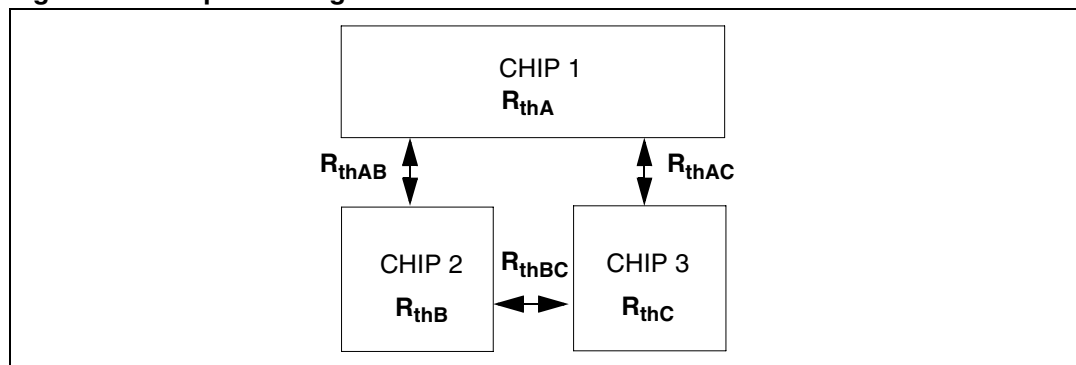 CHIP 1
RthA
RthAB
RthAC
CHIP 2
RthB
RthBC
CHIP 3
RthC